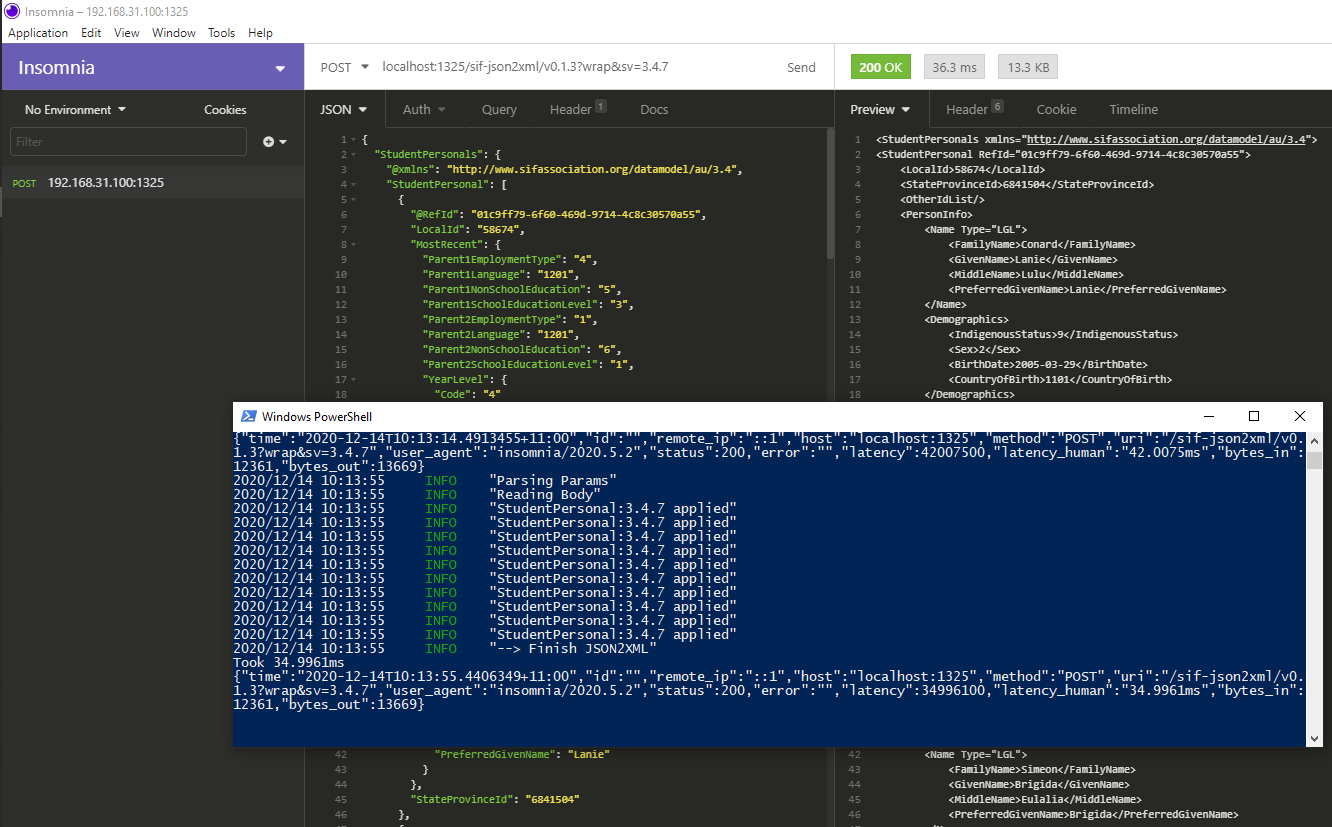 Insomnia – 192.168.31.100:1325
Application Edit View Window Tools Help
Insomnia
POST localhost:1325/sif-json2xml/v0.1.3?wrap&sv=3.4.7 Send
200 OK 36.3 ms 13.3 KB
No Environment Cookies
Filter
POST 192.168.31.100:1325
JSON Auth Query Header 1 Docs
1 {
2 "StudentPersonals": {
3 "@xmlns": "http://www.sifassociation.org/datamodel/au/3.4",
4 "StudentPersonal": [
5 {
6 "@RefId": "01c9ff79-6f60-469d-9714-4c8c30570a55",
7 "LocalId": "58674",
8 "MostRecent": {
9 "Parent1EmploymentType": "4",
10 "Parent1Language": "1201",
11 "Parent1NonSchoolEducation": "5",
12 "Parent1SchoolEducationLevel": "3",
13 "Parent2EmploymentType": "1",
14 "Parent2Language": "1201",
15 "Parent2NonSchoolEducation": "6",
16 "Parent2SchoolEducationLevel": "1",
17 "YearLevel": {
18 "Code": "4"
Preview Header 6 Cookie Timeline
1 <StudentPersonals xmlns="http://www.sifassociation.org/datamodel/au/3.4">
2 <StudentPersonal RefId="01c9ff79-6f60-469d-9714-4c8c30570a55">
3 <LocalId>58674</LocalId>
4 <StateProvinceId>6841504</StateProvinceId>
5 <OtherIdList/>
6 <PersonInfo>
7 <Name Type="LGL">
8 <FamilyName>Conard</FamilyName>
9 <GivenName>Lanie</GivenName>
10 <MiddleName>Lulu</MiddleName>
11 <PreferredGivenName>Lanie</PreferredGivenName>
12 </Name>
13 <Demographics>
14 <IndigenousStatus>9</IndigenousStatus>
15 <Sex>2</Sex>
16 <BirthDate>2005-03-29</BirthDate>
17 <CountryOfBirth>1101</CountryOfBirth>
18 </Demographics>
Windows PowerShell
{"time":"2020-12-14T10:13:14.4913455+11:00","id":"","remote_ip":"::1","host":"localhost:1325","method":"POST","uri":"/sif-json2xml/v0.
1.3?wrap&sv=3.4.7","user_agent":"insomnia/2020.5.2","status":200,"error":"","latency":42007500,"latency_human":"42.0075ms","bytes_in":
12361,"bytes_out":13669}
2020/12/14 10:13:55 INFO "Parsing Params"
2020/12/14 10:13:55 INFO "Reading Body"
2020/12/14 10:13:55 INFO "StudentPersonal:3.4.7 applied"
2020/12/14 10:13:55 INFO "StudentPersonal:3.4.7 applied"
2020/12/14 10:13:55 INFO "StudentPersonal:3.4.7 applied"
2020/12/14 10:13:55 INFO "StudentPersonal:3.4.7 applied"
2020/12/14 10:13:55 INFO "StudentPersonal:3.4.7 applied"
2020/12/14 10:13:55 INFO "StudentPersonal:3.4.7 applied"
2020/12/14 10:13:55 INFO "StudentPersonal:3.4.7 applied"
2020/12/14 10:13:55 INFO "StudentPersonal:3.4.7 applied"
2020/12/14 10:13:55 INFO "StudentPersonal:3.4.7 applied"
2020/12/14 10:13:55 INFO "StudentPersonal:3.4.7 applied"
2020/12/14 10:13:55 INFO "--> Finish JSON2XML"
Took 34.9961ms
{"time":"2020-12-14T10:13:55.4406349+11:00","id":"","remote_ip":"::1","host":"localhost:1325","method":"POST","uri":"/sif-json2xml/v0.
1.3?wrap&sv=3.4.7","user_agent":"insomnia/2020.5.2","status":200,"error":"","latency":34996100,"latency_human":"34.9961ms","bytes_in":
12361,"bytes_out":13669}
42 "PreferredGivenName": "Lanie"
43 }
44 },
45 "StateProvinceId": "6841504"
46 },
42 <Name Type="LGL">
43 <FamilyName>Simeon</FamilyName>
44 <GivenName>Brigida</GivenName>
45 <MiddleName>Eulalia</MiddleName>
46 <PreferredGivenName>Brigida</PreferredGivenName>